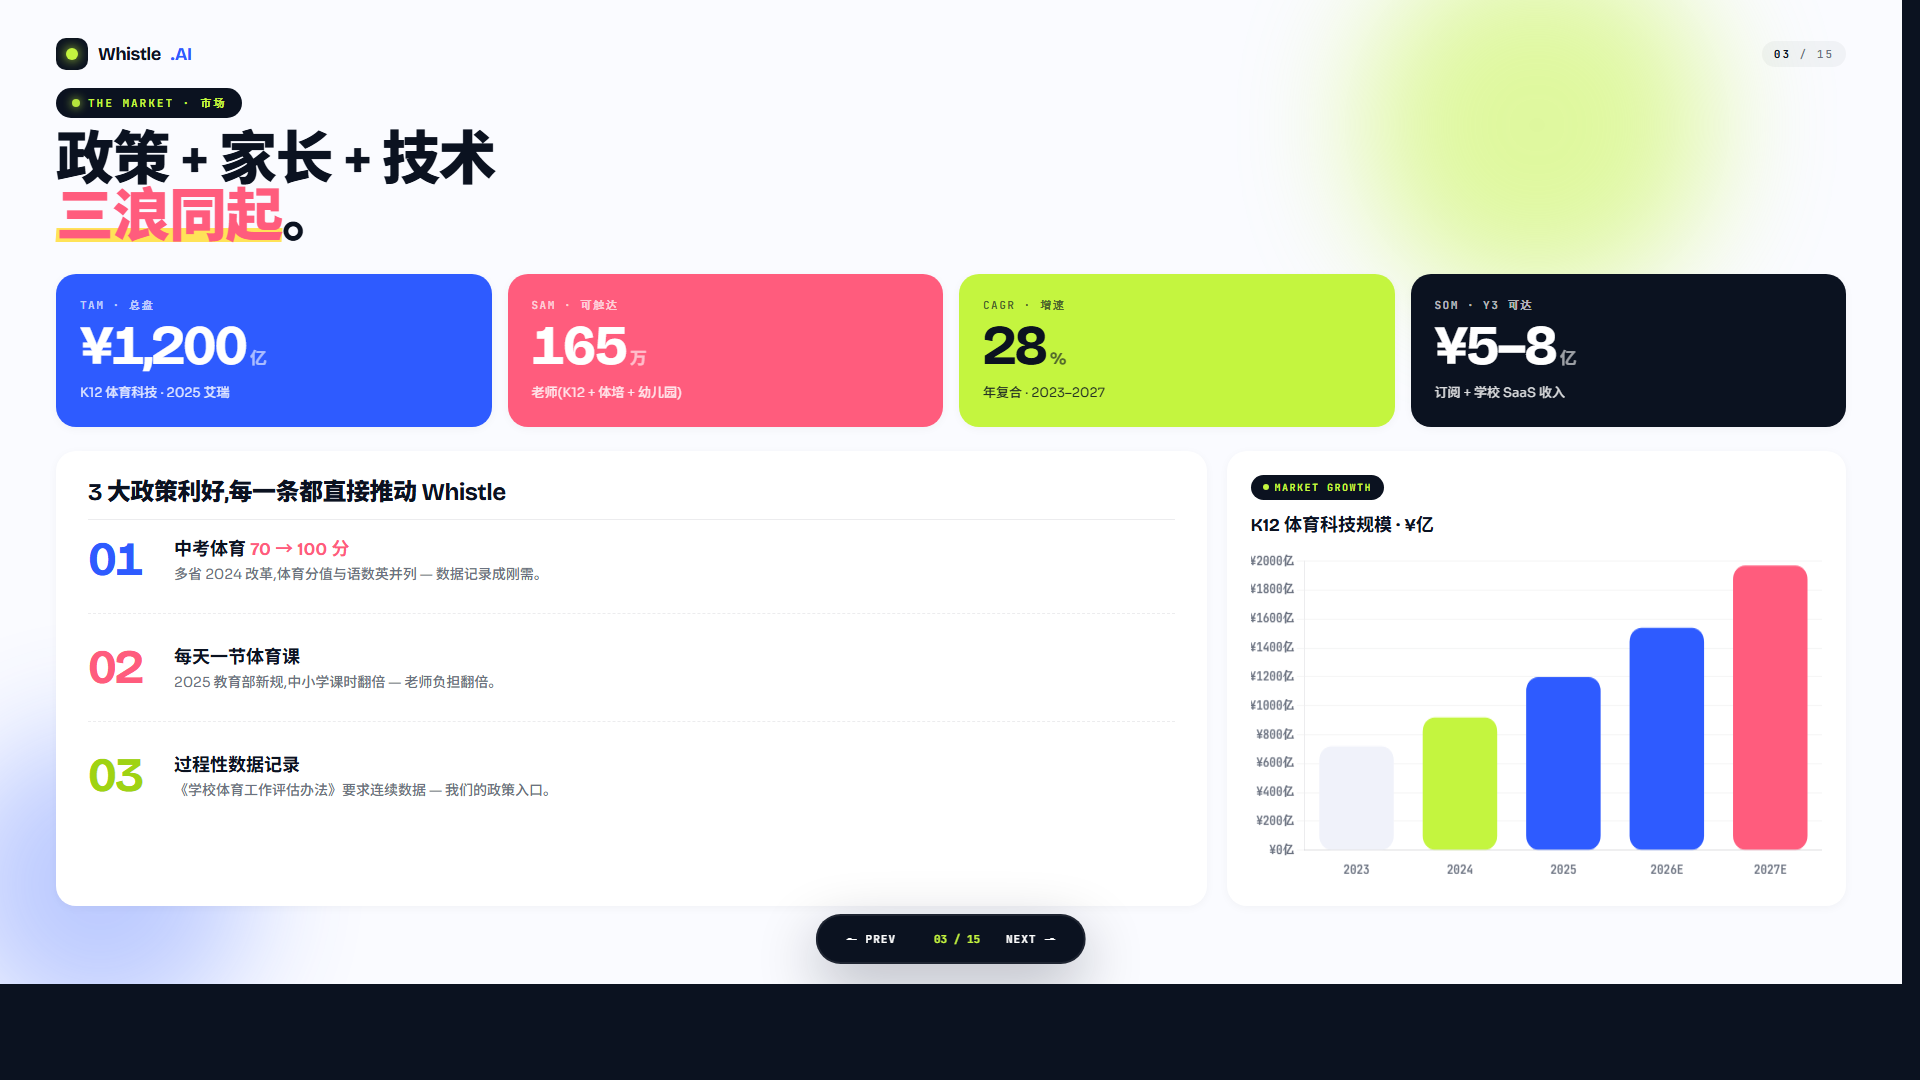 Whistle .AI
03 / 15
THE MARKET · 市场
政策 + 家长 + 技术
三浪同起。
TAM · 总盘
¥1,200亿
K12 体育科技 · 2025 艾瑞
SAM · 可触达
165万
老师(K12 + 体培 + 幼儿园)
CAGR · 增速
28%
年复合 · 2023–2027
SOM · Y3 可达
¥5–8亿
订阅 + 学校 SaaS 收入
3 大政策利好,每一条都直接推动 Whistle
01
中考体育 70 → 100 分
多省 2024 改革,体育分值与语数英并列 — 数据记录成刚需。
02
每天一节体育课
2025 教育部新规,中小学课时翻倍 — 老师负担翻倍。
03
过程性数据记录
《学校体育工作评估办法》要求连续数据 — 我们的政策入口。
MARKET GROWTH
K12 体育科技规模 · ¥亿
¥2000亿
¥1800亿
¥1600亿
¥1400亿
¥1200亿
¥1000亿
¥800亿
¥600亿
¥400亿
¥200亿
¥0亿
2023 2024 2025 2026E 2027E
← PREV 03 / 15 NEXT →